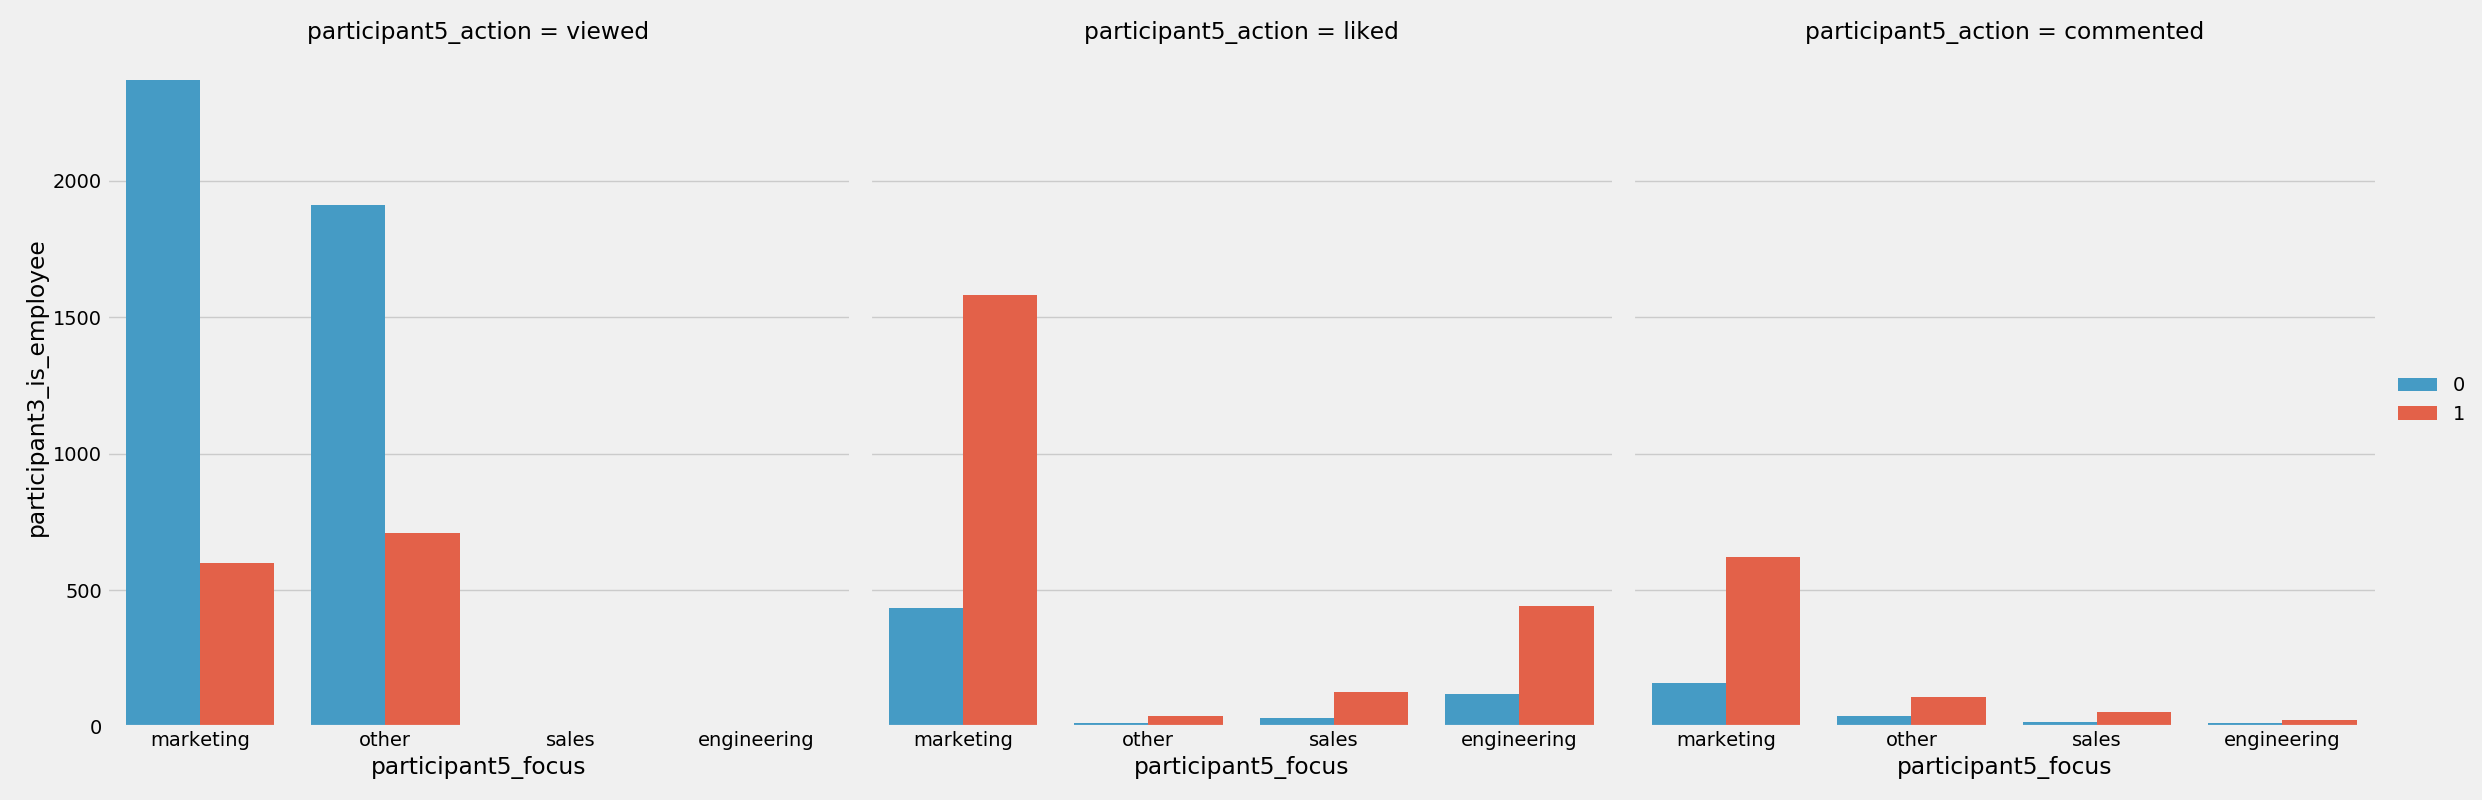 participant5_action = viewed
participant5_action = liked
participant5_action = commented
participant3_is_employee
2000
1500
1000
500
0
marketing other sales engineering
participant5_focus
marketing other sales engineering
participant5_focus
marketing other sales engineering
participant5_focus
0
1